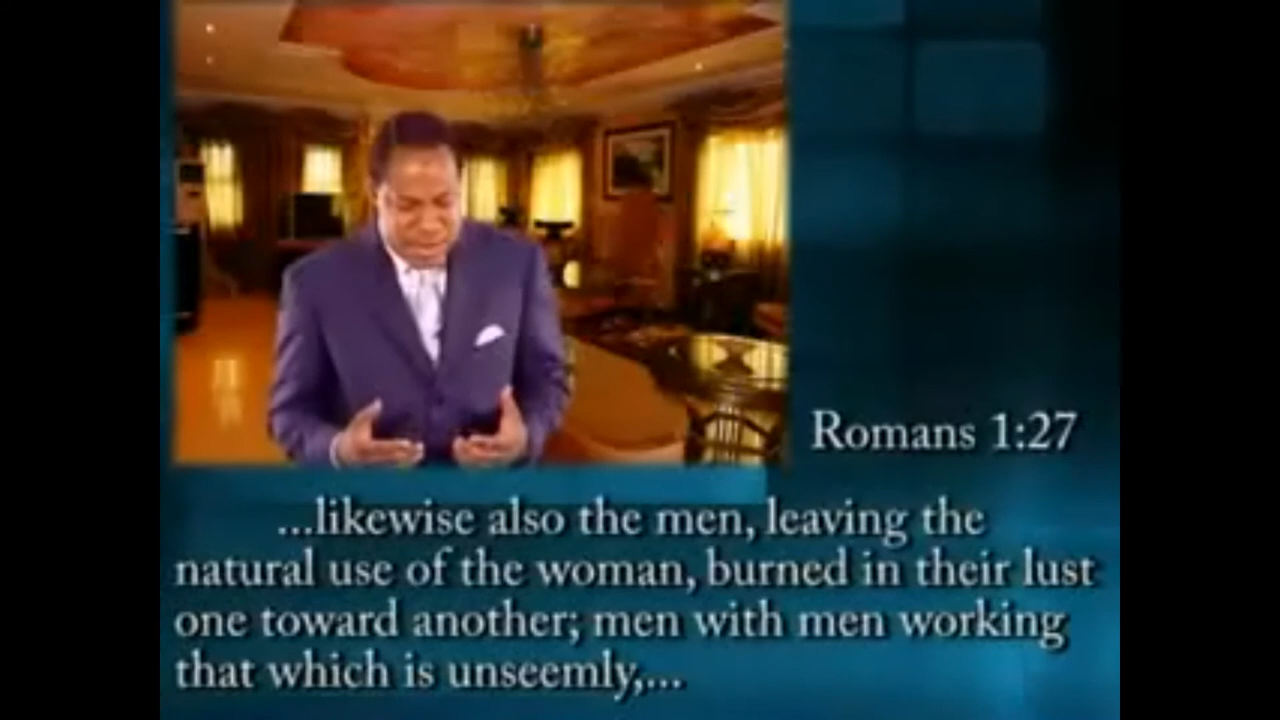 Romans 1:27
...likewise also the men, leaving the
natural use of the woman, burned in their lust
one toward another; men with men working
that which is unseemly,...